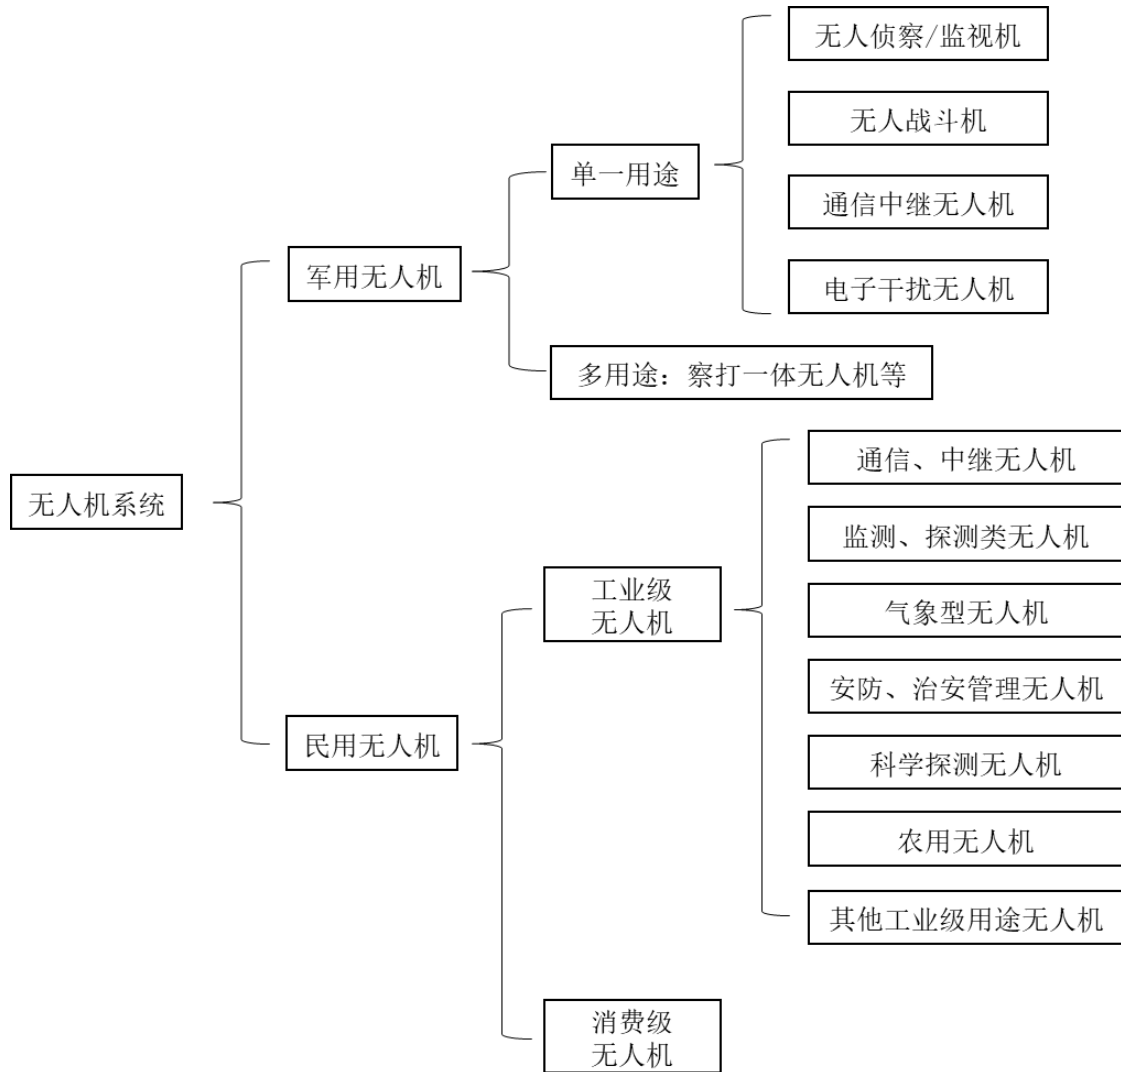 无人机系统
军用无人机
单一用途
无人侦察/监视机
无人战斗机
通信中继无人机
电子干扰无人机
多用途：察打一体无人机等
民用无人机
工业级
无人机
通信、中继无人机
监测、探测类无人机
气象型无人机
安防、治安管理无人机
科学探测无人机
农用无人机
其他工业级用途无人机
消费级
无人机